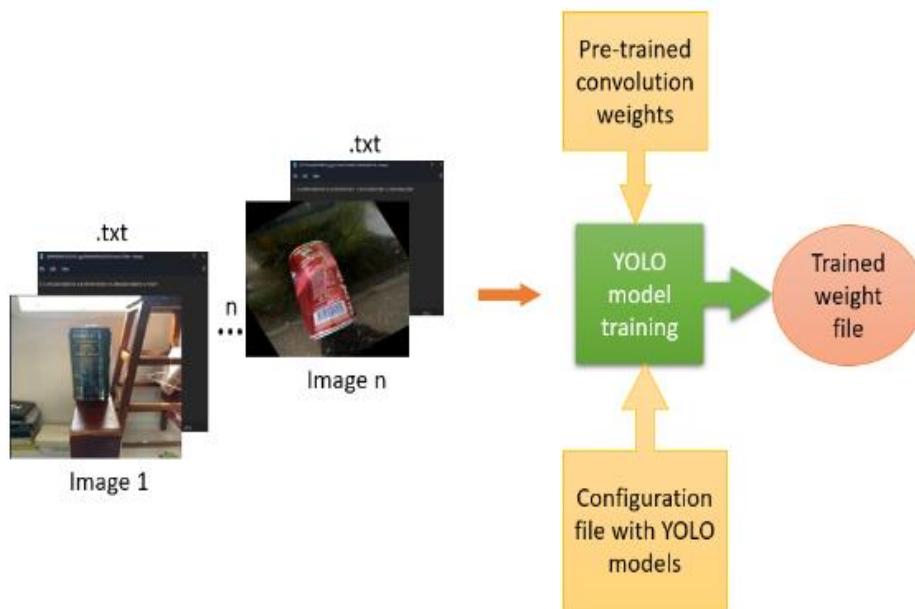 .txt
Image 1
n
...
.txt
Image n
Pre-trained
convolution
weights
YOLO
model
training
Trained
weight
file
Configuration
file with YOLO
models